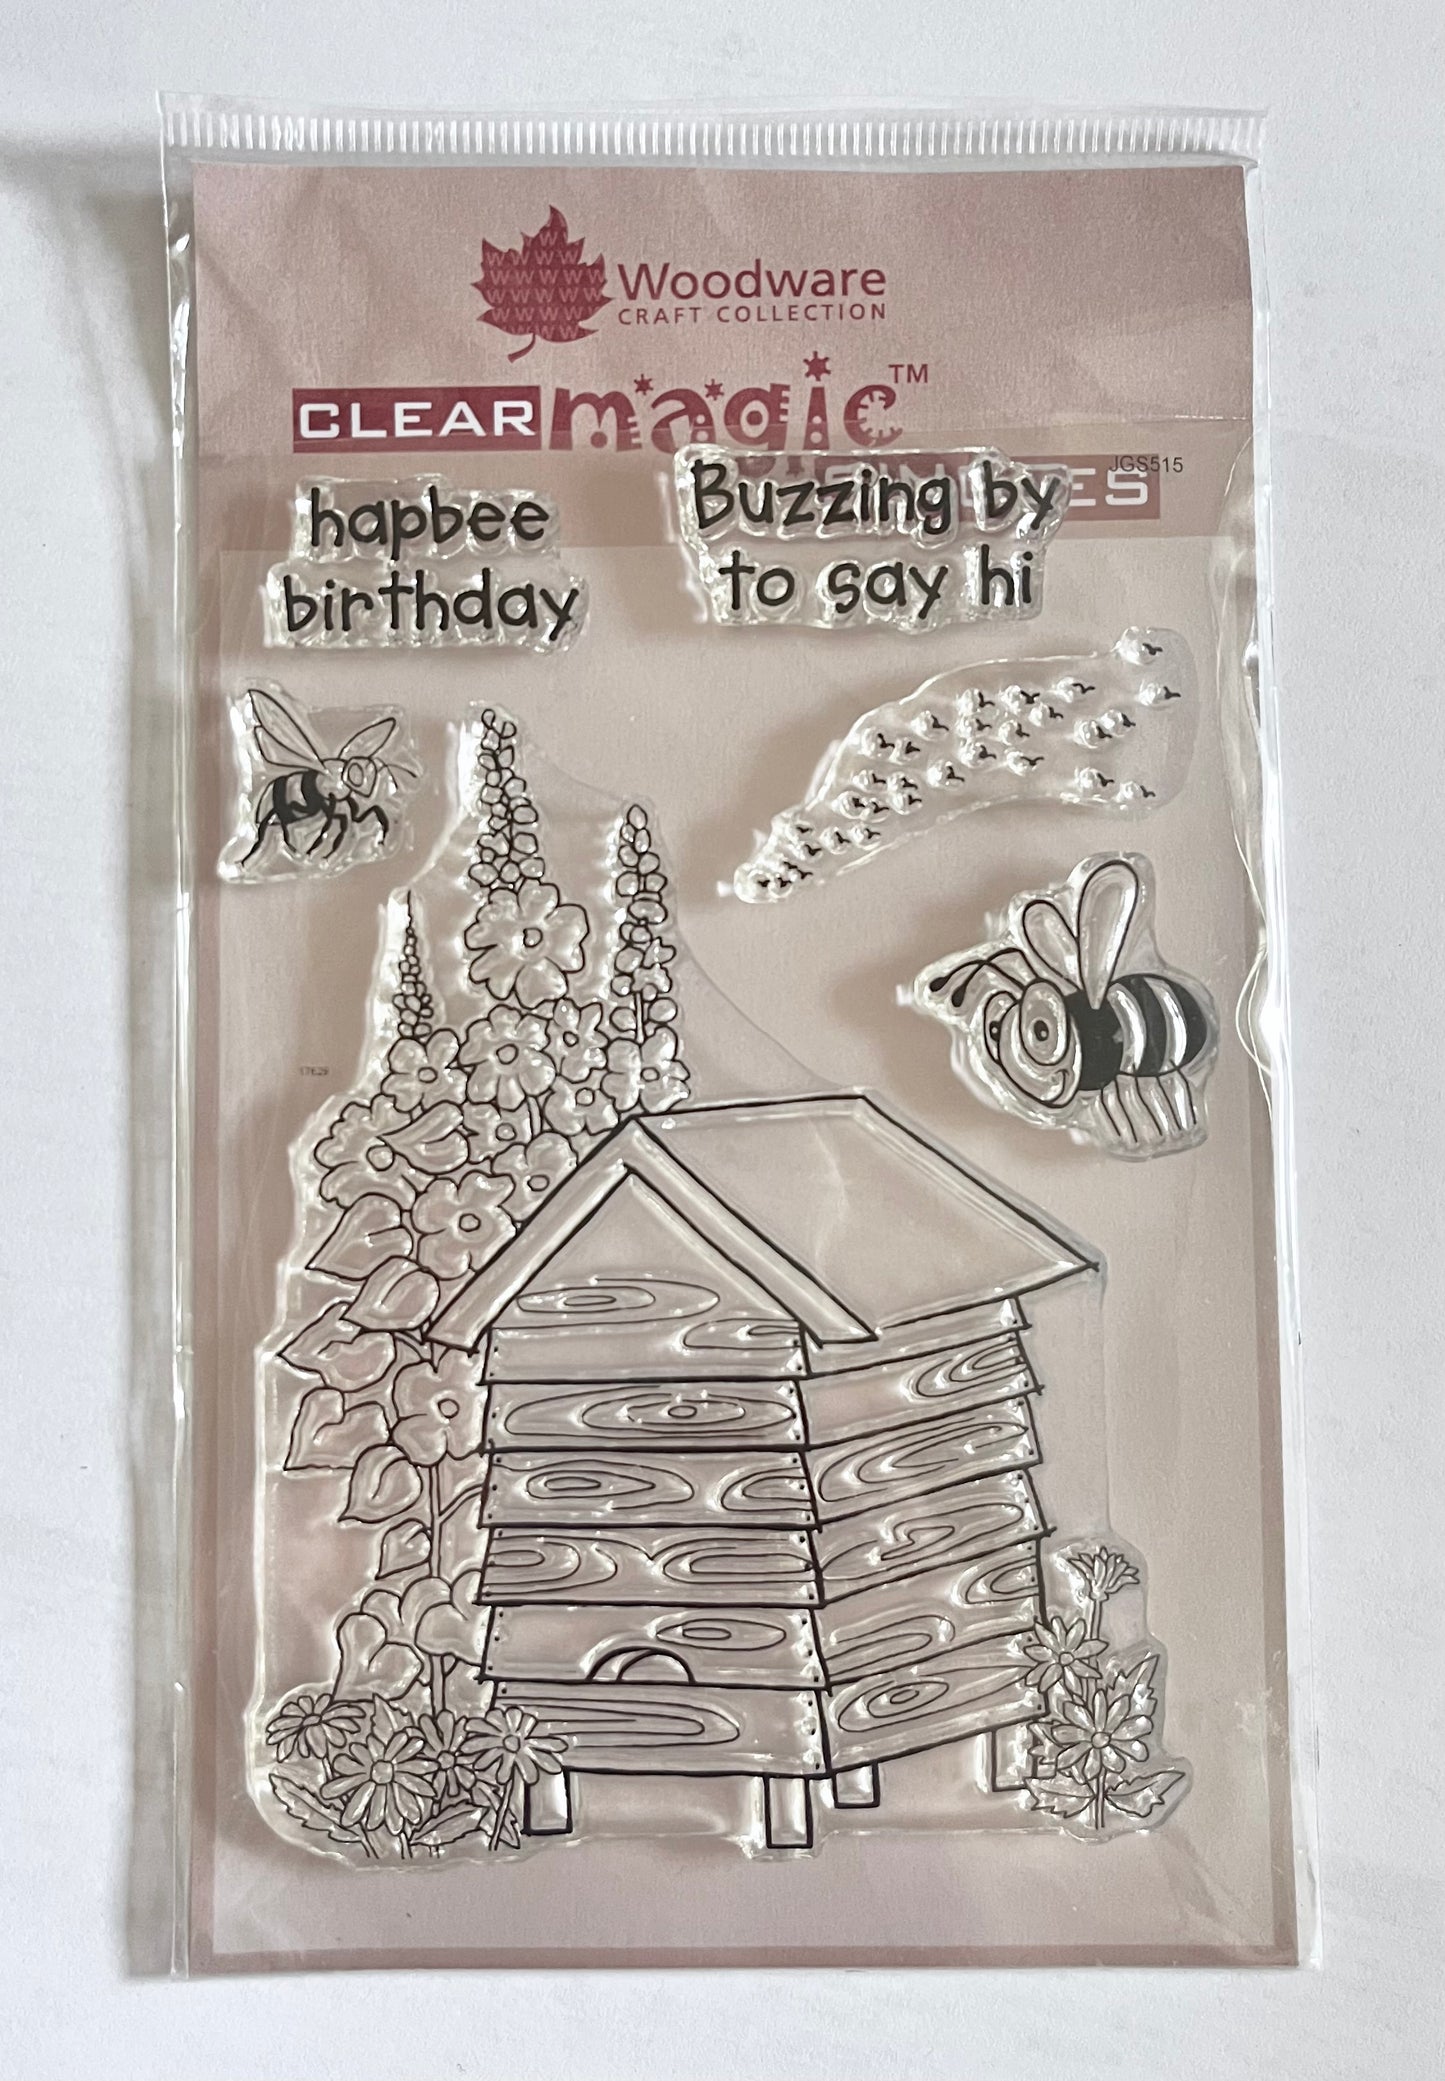 Woodware
CRAFT COLLECTION
CLEAR magic™
JGS515
hapbee
birthday
Buzzing by
to say hi